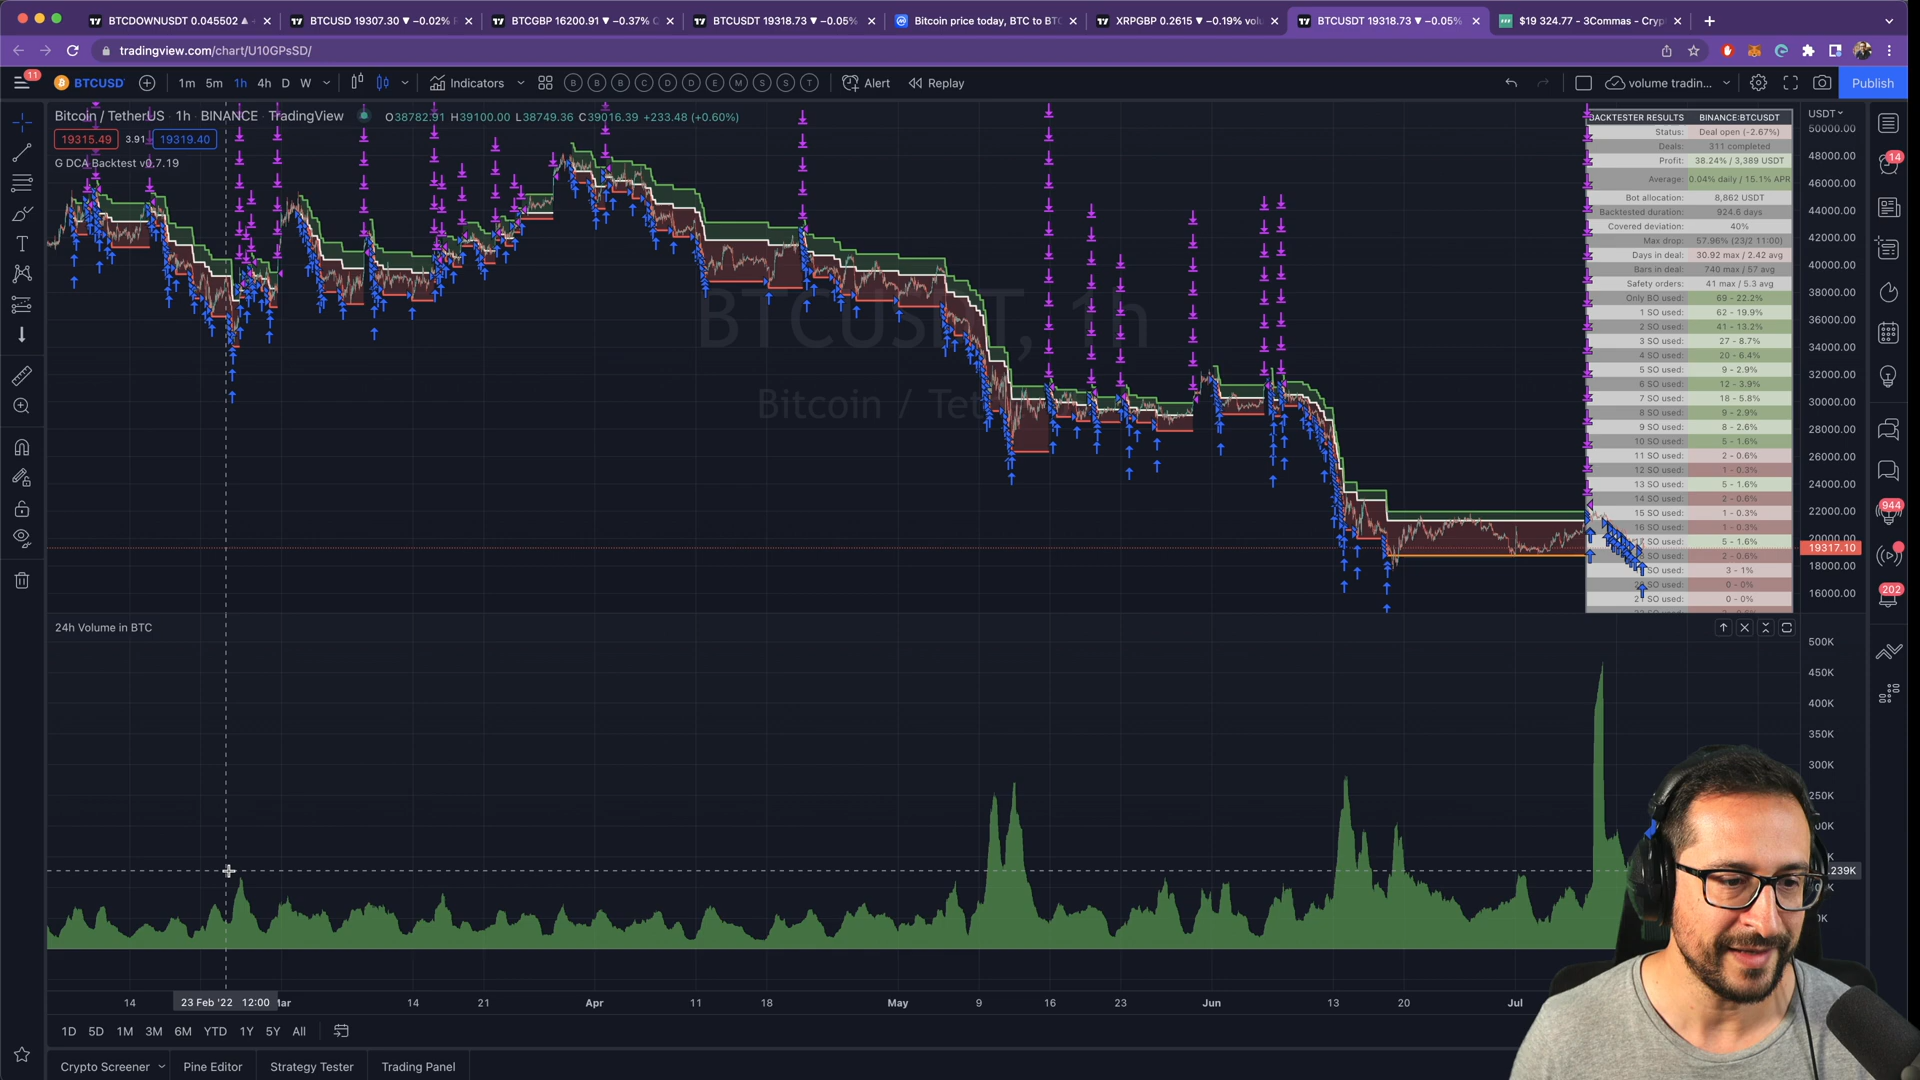 BTCDOWNUSDT 0.045502 ▲
BTCUSD 19307.30 ▼ −0.02%
BTCGBP 16200.91 ▼ −0.37%
BTCUSDT 19318.73 ▼ −0.05%
Bitcoin price today, BTC to BTC
XRPGBP 0.2615 ▼ −0.19% volu
BTCUSDT 19318.73 ▼ −0.05%
$19 324.77 - 3Commas - Cryp
tradingview.com/chart/U10GPsSD/
11
BTCUSD
1m 5m 1h 4h D W
Indicators
B B B C D D E M S S T
Alert
Replay
volume tradin...
Publish
Bitcoin / TetherUS 1h BINANCE TradingView
O38782.91 H39100.00 L38749.36 C39016.39 +233.48 (+0.60%)
19315.49 3.91 19319.40
G DCA Backtest v0.7.19
BTCUSDT, 1h
Bitcoin / Tet
BACKTESTER RESULTS BINANCE:BTCUSDT
Status: Deal open (-2.67%)
Deals: 311 completed
Profit: 38.24% / 3,389 USDT
Average: 0.04% daily / 15.1% APR
Bot allocation: 8,862 USDT
Backtested duration: 924.6 days
Covered deviation: 40%
Max drop: 57.96% (23/2 11:00)
Days in deal: 30.92 max / 2.42 avg
Bars in deal: 740 max / 57 avg
Safety orders: 41 max / 5.3 avg
Only BO used: 69 - 22.2%
1 SO used: 62 - 19.9%
2 SO used: 41 - 13.2%
3 SO used: 27 - 8.7%
4 SO used: 20 - 6.4%
5 SO used: 9 - 2.9%
6 SO used: 12 - 3.9%
7 SO used: 18 - 5.8%
8 SO used: 9 - 2.9%
9 SO used: 8 - 2.6%
10 SO used: 5 - 1.6%
11 SO used: 2 - 0.6%
12 SO used: 1 - 0.3%
13 SO used: 5 - 1.6%
14 SO used: 2 - 0.6%
15 SO used: 1 - 0.3%
16 SO used: 1 - 0.3%
SO used: 5 - 1.6%
SO used: 2 - 0.6%
SO used: 3 - 1%
SO used: 0 - 0%
SO used: 0 - 0%
USDT
50000.00
48000.00
46000.00
44000.00
42000.00
40000.00
38000.00
36000.00
34000.00
32000.00
30000.00
28000.00
26000.00
24000.00
22000.00
20000.00
19317.10
18000.00
16000.00
14
944
202
24h Volume in BTC
500K
450K
400K
350K
300K
250K
.239K
14 23 Feb '22 12:00 Mar 14 21 Apr 11 18 May 9 16 23 Jun 13 20 Jul
1D 5D 1M 3M 6M YTD 1Y 5Y All
Crypto Screener Pine Editor Strategy Tester Trading Panel